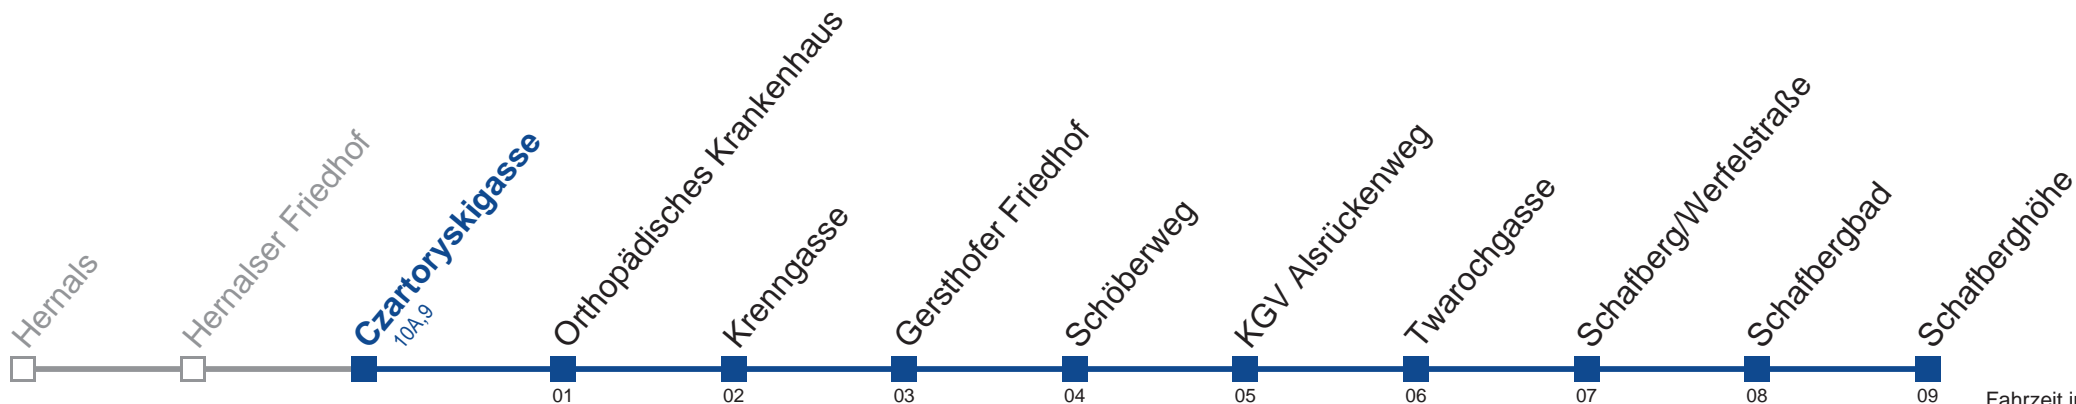 Hernals
Hernalser Friedhof
Czartoryskigasse
10A,9
Orthopädisches Krankenhaus
Krenngasse
Gersthofer Friedhof
Schöberweg
KGV Alsrückenweg
Twarochgasse
Schafberg/Werfelstraße
Schafbergbad
Schafberghöhe
01 02 03 04 05 06 07 08 09
Fahrzeit i